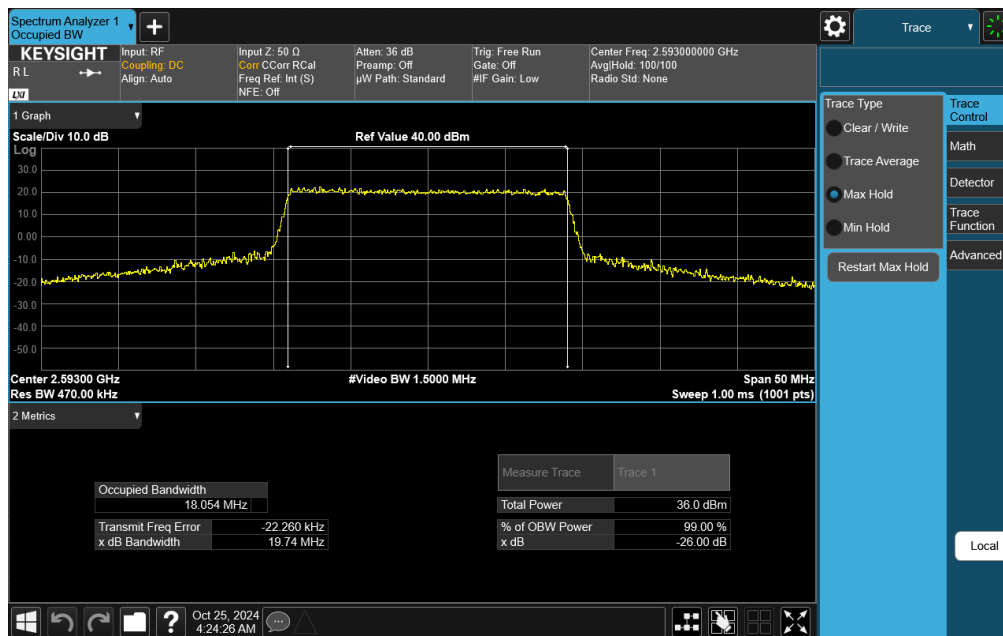 Spectrum Analyzer 1
Occupied BW
Trace
KEYSIGHT
R L
LXI
Input: RF
Coupling: DC
Align: Auto
Input Z: 50 Ω
Corr CCorr RCal
Freq Ref: Int (S)
NFE: Off
Atten: 36 dB
Preamp: Off
µW Path: Standard
Trig: Free Run
Gate: Off
#IF Gain: Low
Center Freq: 2.593000000 GHz
Avg|Hold: 100/100
Radio Std: None
1 Graph
Scale/Div 10.0 dB
Ref Value 40.00 dBm
Log
30.0
20.0
10.0
0.00
-10.0
-20.0
-30.0
-40.0
-50.0
Center 2.59300 GHz
#Video BW 1.5000 MHz
Span 50 MHz
Res BW 470.00 kHz
Sweep 1.00 ms (1001 pts)
2 Metrics
Occupied Bandwidth
18.054 MHz
Transmit Freq Error -22.260 kHz
x dB Bandwidth 19.74 MHz
Measure Trace Trace 1
Total Power 36.0 dBm
% of OBW Power 99.00 %
x dB -26.00 dB
Trace Type
Clear / Write
Trace Average
Max Hold
Min Hold
Restart Max Hold
Trace
Control
Math
Detector
Trace
Function
Advanced
Local
?
Oct 25, 2024
4:24:26 AM